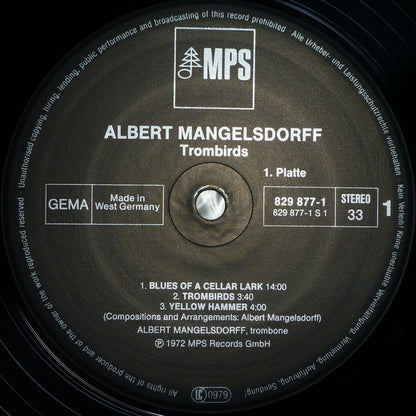 Unauthorised copying, hiring, lending, public performance and broadcasting of this record prohibited · Alle Urheber- und Leistungsschutzrechte vorbehalten · Kein Verleih! Keine unerlaubte Vervielfältigung, Vermietung, Aufführung, Sendung!
All rights of the producer and of the owner of the work reproduced reserved
MPS
ALBERT MANGELSDORFF
Trombirds
1. Platte
GEMA
Made in
West Germany
829 877-1
829 877-1 S 1
STEREO
33
1
1. BLUES OF A CELLAR LARK 14:00
2. TROMBIRDS 3:40
3. YELLOW HAMMER 4:00
(Compositions and Arrangements: Albert Mangelsdorff)
ALBERT MANGELSDORFF, trombone
Ⓟ 1972 MPS Records GmbH
LC 0979